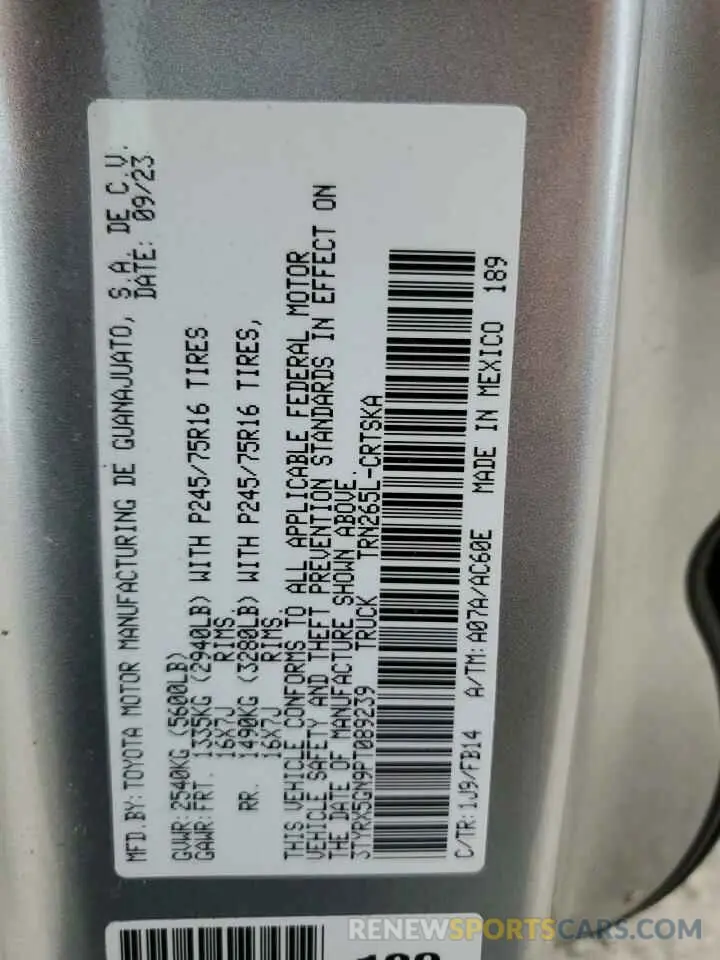 MFD.BY:TOYOTA MOTOR MANUFACTURING DE GUANAJUATO, S.A. DE C.V.
DATE: 09/23
GVWR:2540KG (5600LB)
GAWR:FRT. 1335KG (2940LB) WITH P245/75R16 TIRES
16X7J RIMS.
RR. 1490KG (3280LB) WITH P245/75R16 TIRES,
16X7J RIMS.
THIS VEHICLE CONFORMS TO ALL APPLICABLE FEDERAL MOTOR
VEHICLE SAFETY AND THEFT PREVENTION STANDARDS IN EFFECT ON
THE DATE OF MANUFACTURE SHOWN ABOVE.
3TYRX5GN9PT089239 TRUCK TRN265L-CRTSKA
C/TR:1J9/FB14 A/TM:A07A/AC60E MADE IN MEXICO 189
RENEWSPORTSCARS.COM